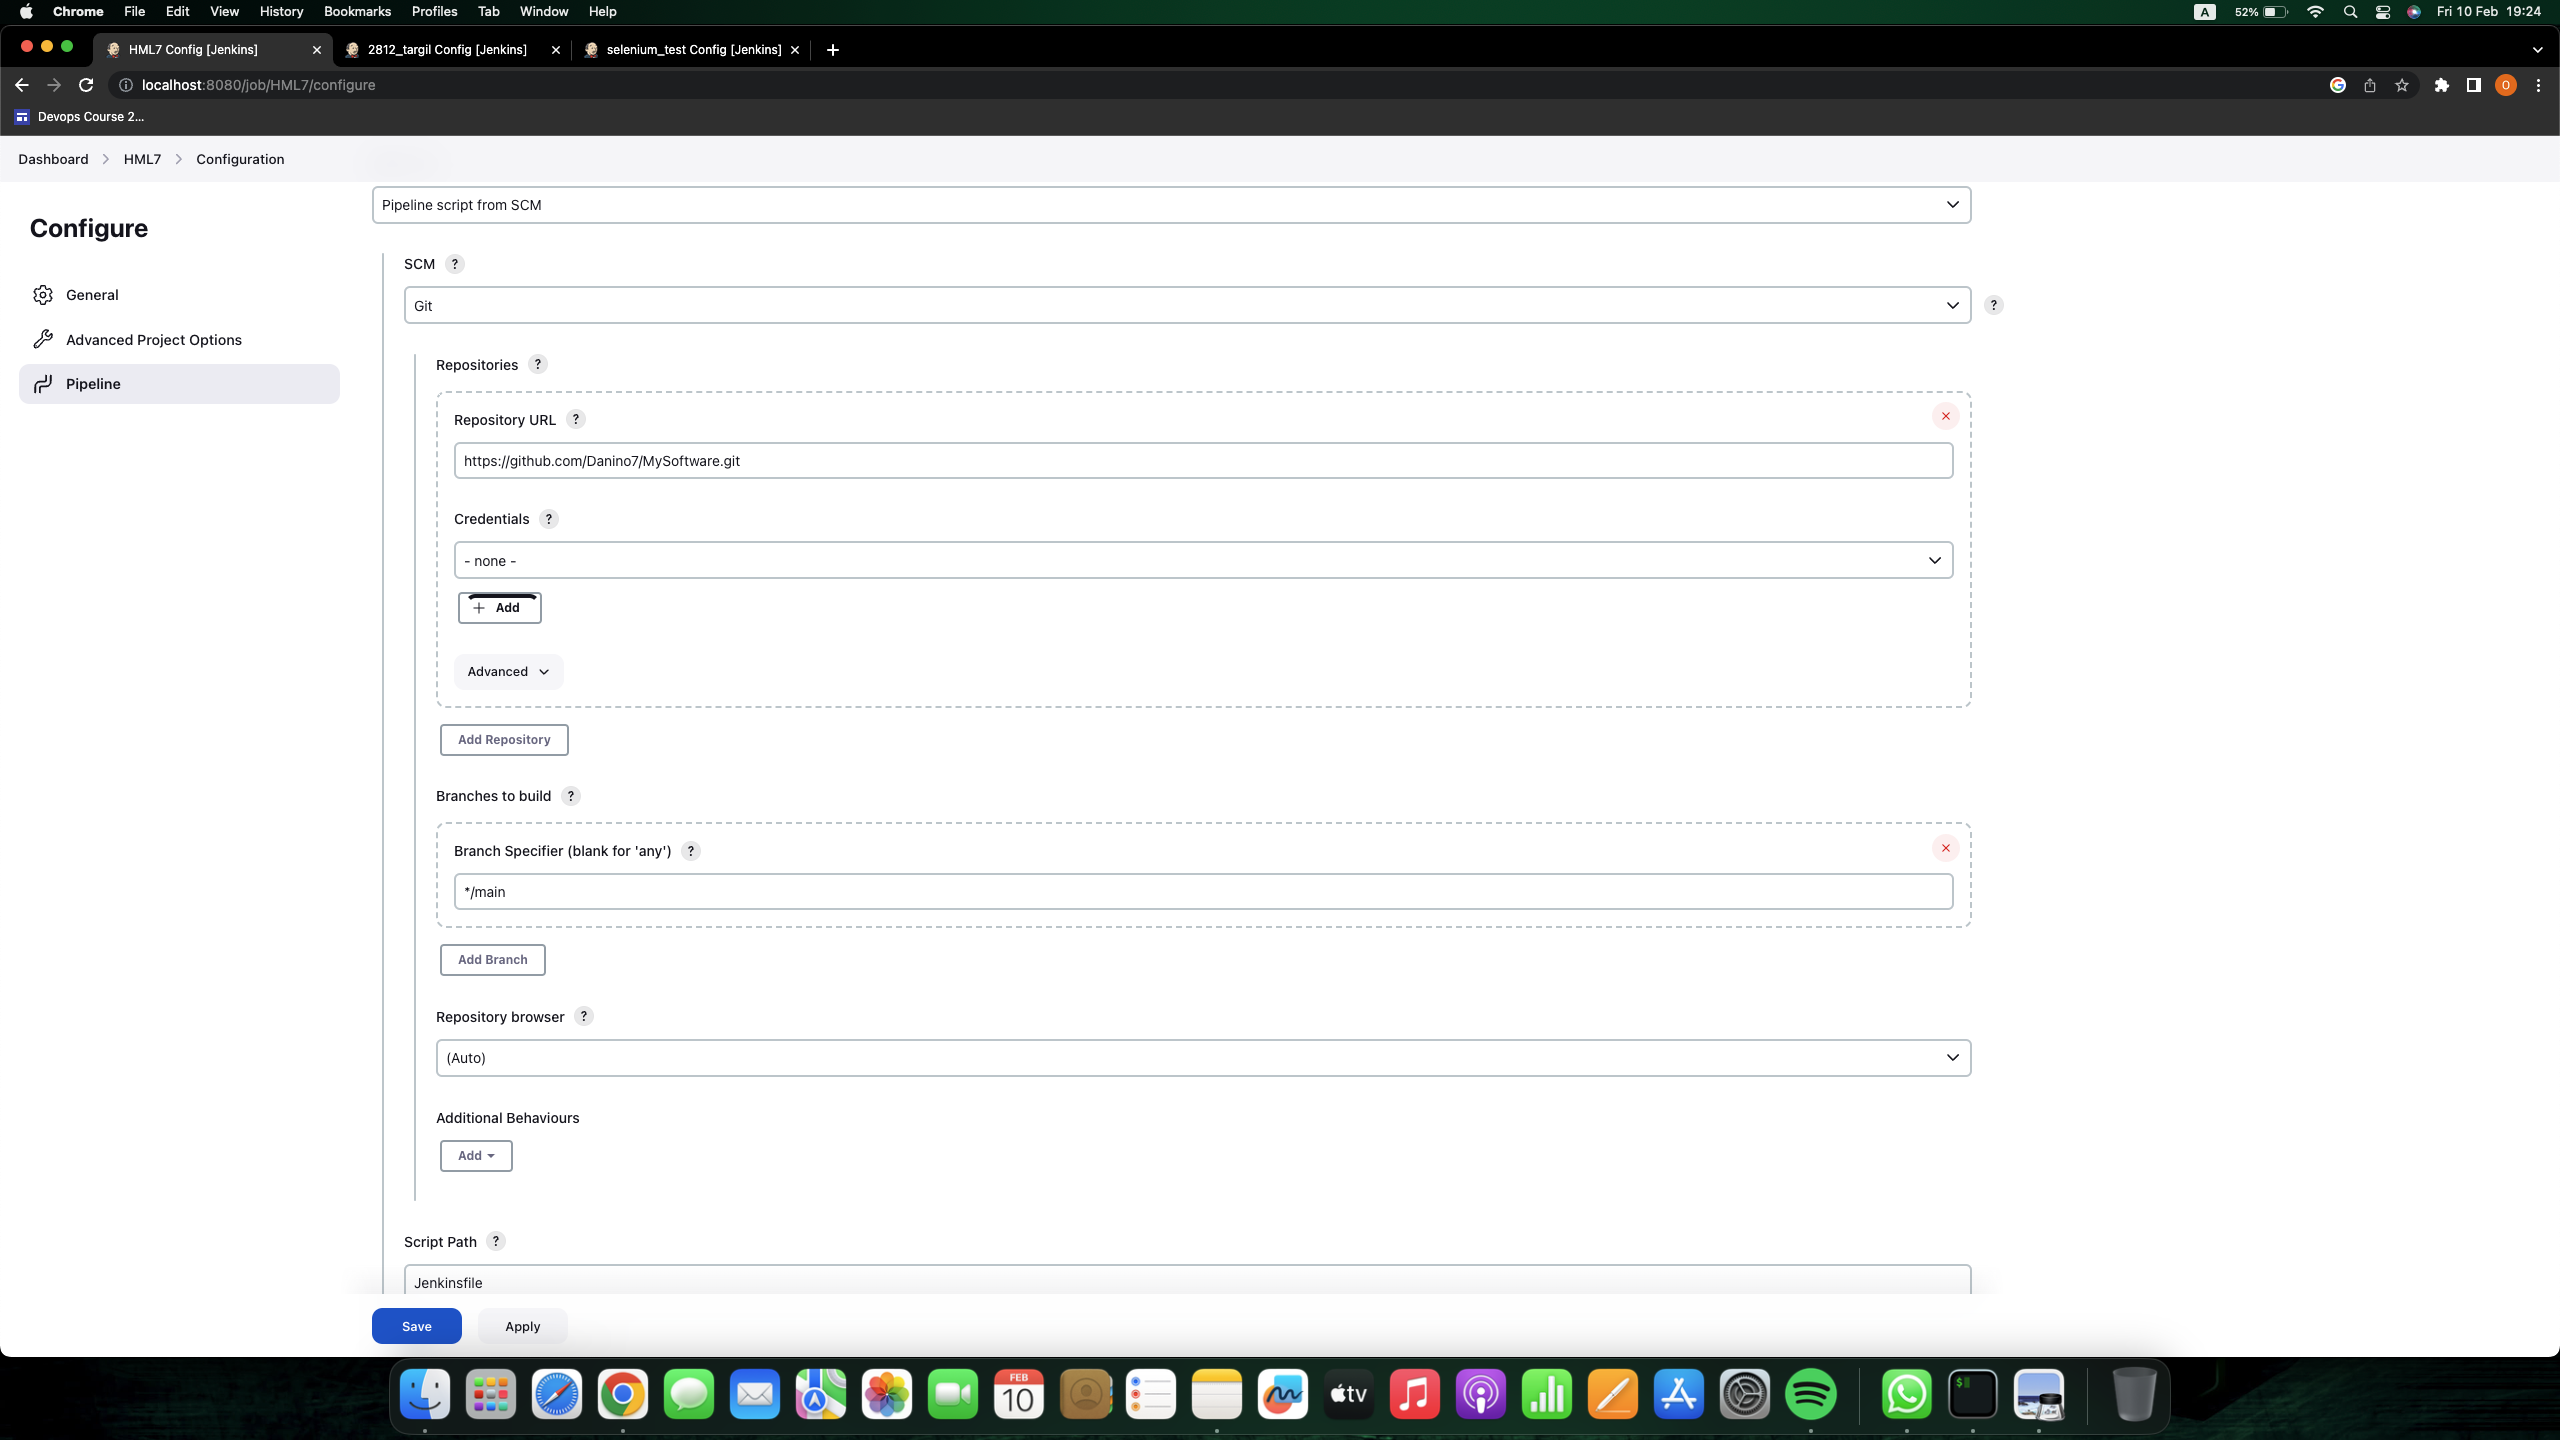 Chrome File Edit View History Bookmarks Profiles Tab Window Help
A 52% Fri 10 Feb 19:24
HML7 Config [Jenkins]
2812_targil Config [Jenkins]
selenium_test Config [Jenkins]
localhost:8080/job/HML7/configure
O
Devops Course 2...
Dashboard HML7 Configuration
Configure
General
Advanced Project Options
Pipeline
Pipeline script from SCM
SCM ?
Git
?
Repositories ?
Repository URL ?
https://github.com/Danino7/MySoftware.git
Credentials ?
- none -
+ Add
Advanced
Add Repository
Branches to build ?
Branch Specifier (blank for 'any') ?
*/main
Add Branch
Repository browser ?
(Auto)
Additional Behaviours
Add
Script Path ?
Jenkinsfile
Save
Apply
FEB
10
tv
$